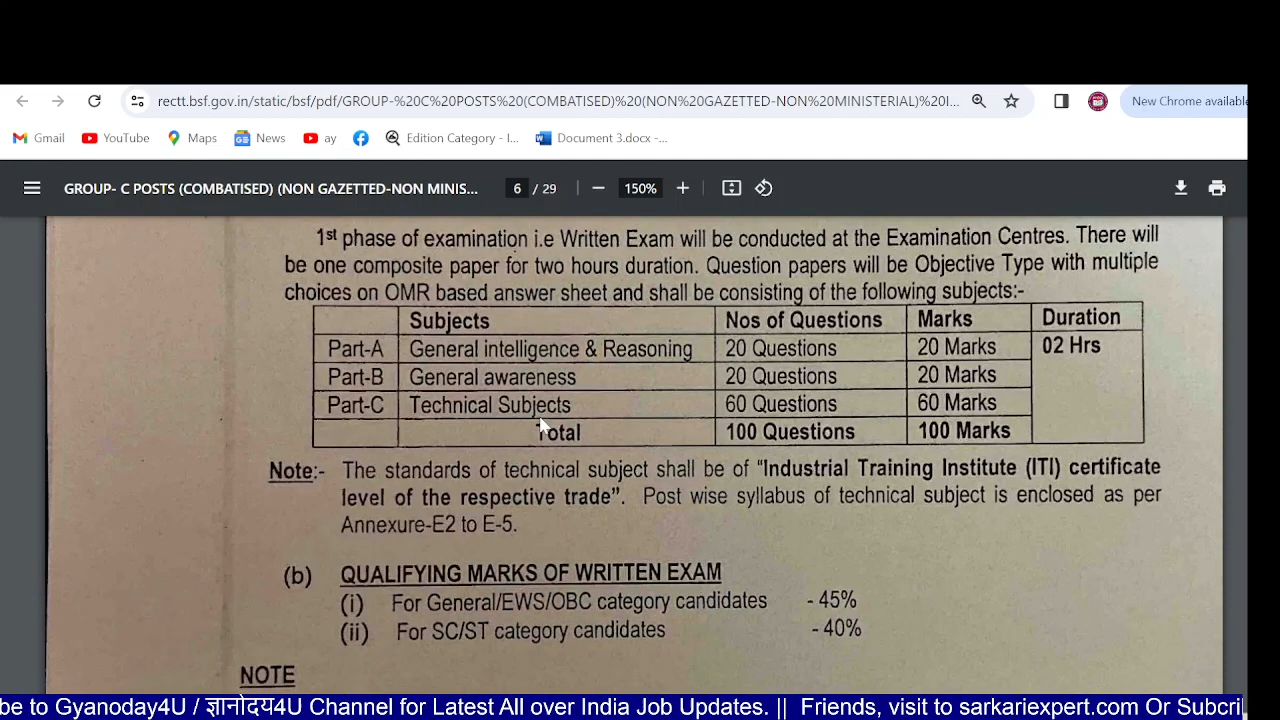 rectt.bsf.gov.in/static/bsf/pdf/GROUP-%20C%20POSTS%20(COMBATISED)%20(NON%20GAZETTED-NON%20MINISTERIAL)%20I...
New Chrome available
Gmail YouTube Maps News ay Edition Category - I... Document 3.docx -...
GROUP- C POSTS (COMBATISED) (NON GAZETTED-NON MINIS... 6 / 29 150%
1st phase of examination i.e Written Exam will be conducted at the Examination Centres. There will
be one composite paper for two hours duration. Question papers will be Objective Type with multiple
choices on OMR based answer sheet and shall be consisting of the following subjects:-
Subjects Nos of Questions Marks Duration
Part-A General intelligence & Reasoning 20 Questions 20 Marks 02 Hrs
Part-B General awareness 20 Questions 20 Marks
Part-C Technical Subjects 60 Questions 60 Marks
Total 100 Questions 100 Marks
Note:- The standards of technical subject shall be of “Industrial Training Institute (ITI) certificate
level of the respective trade”. Post wise syllabus of technical subject is enclosed as per
Annexure-E2 to E-5.
(b) QUALIFYING MARKS OF WRITTEN EXAM
(i) For General/EWS/OBC category candidates - 45%
(ii) For SC/ST category candidates - 40%
NOTE
be to Gyanoday4U / ज्ञानोदय4U Channel for Latest All over India Job Updates. || Friends, visit to sarkariexpert.com Or Subcri